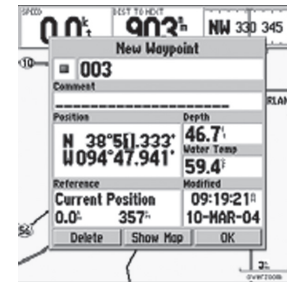 SPEED
0.0
DIST TO NEXT
903
NW 330 345
New Waypoint
003
Comment
Position
Depth
N 38°5[].333'
W094°47.941'
46.7
Water Temp
59.4
Reference
Modified
Current Position
0.0 357
09:19:21
10-MAR-04
Delete Show Map OK
overzoom